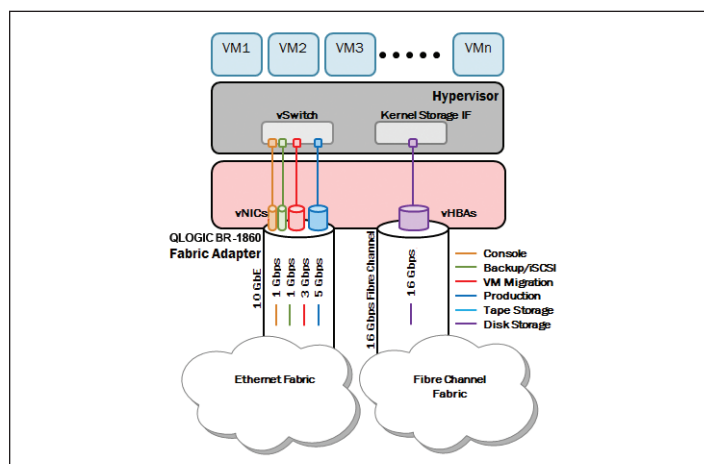 VM1
VM2
VM3
VMn
Hypervisor
vSwitch
Kernel Storage IF
vNICs
vHBAs
QLOGIC BR-1860
Fabric Adapter
10 GbE
1 Gbps
1 Gbps
3 Gbps
5 Gbps
16 Gbps Fibre Channel
16 Gbps
Console
Backup/iSCSI
VM Migration
Production
Tape Storage
Disk Storage
Ethernet Fabric
Fibre Channel
Fabric